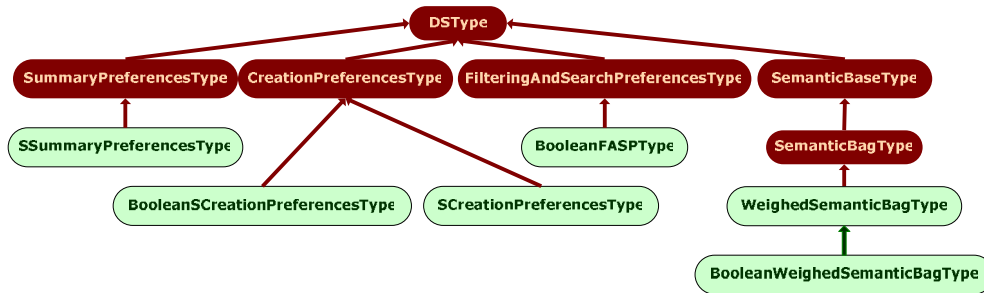 DSType
SummaryPreferencesType
CreationPreferencesType
FilteringAndSearchPreferencesType
SemanticBaseType
SSummaryPreferencesType
BooleanFASPType
SemanticBagType
BooleanSCreationPreferencesType
SCreationPreferencesType
WeighedSemanticBagType
BooleanWeighedSemanticBagType